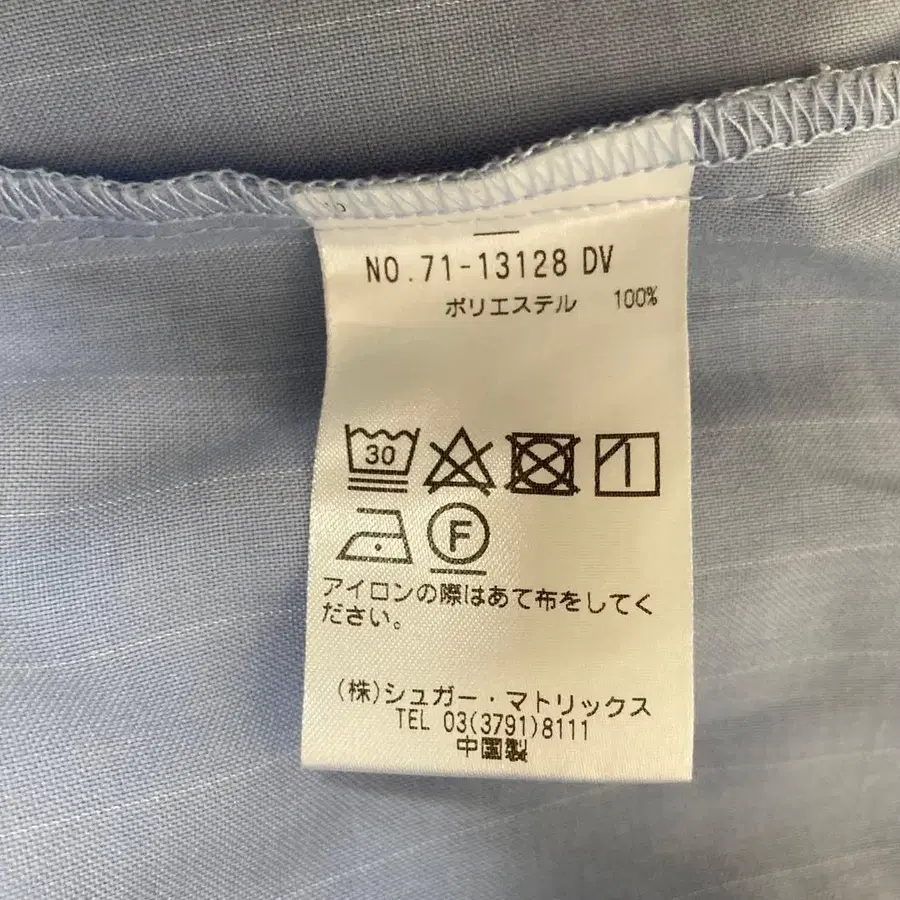 NO.71-13128 DV
ポリエステル 100%
30
F
アイロンの際はあて布をしてく
ださい。
(株)シュガー・マトリックス
TEL 03(3791)8111
中国製